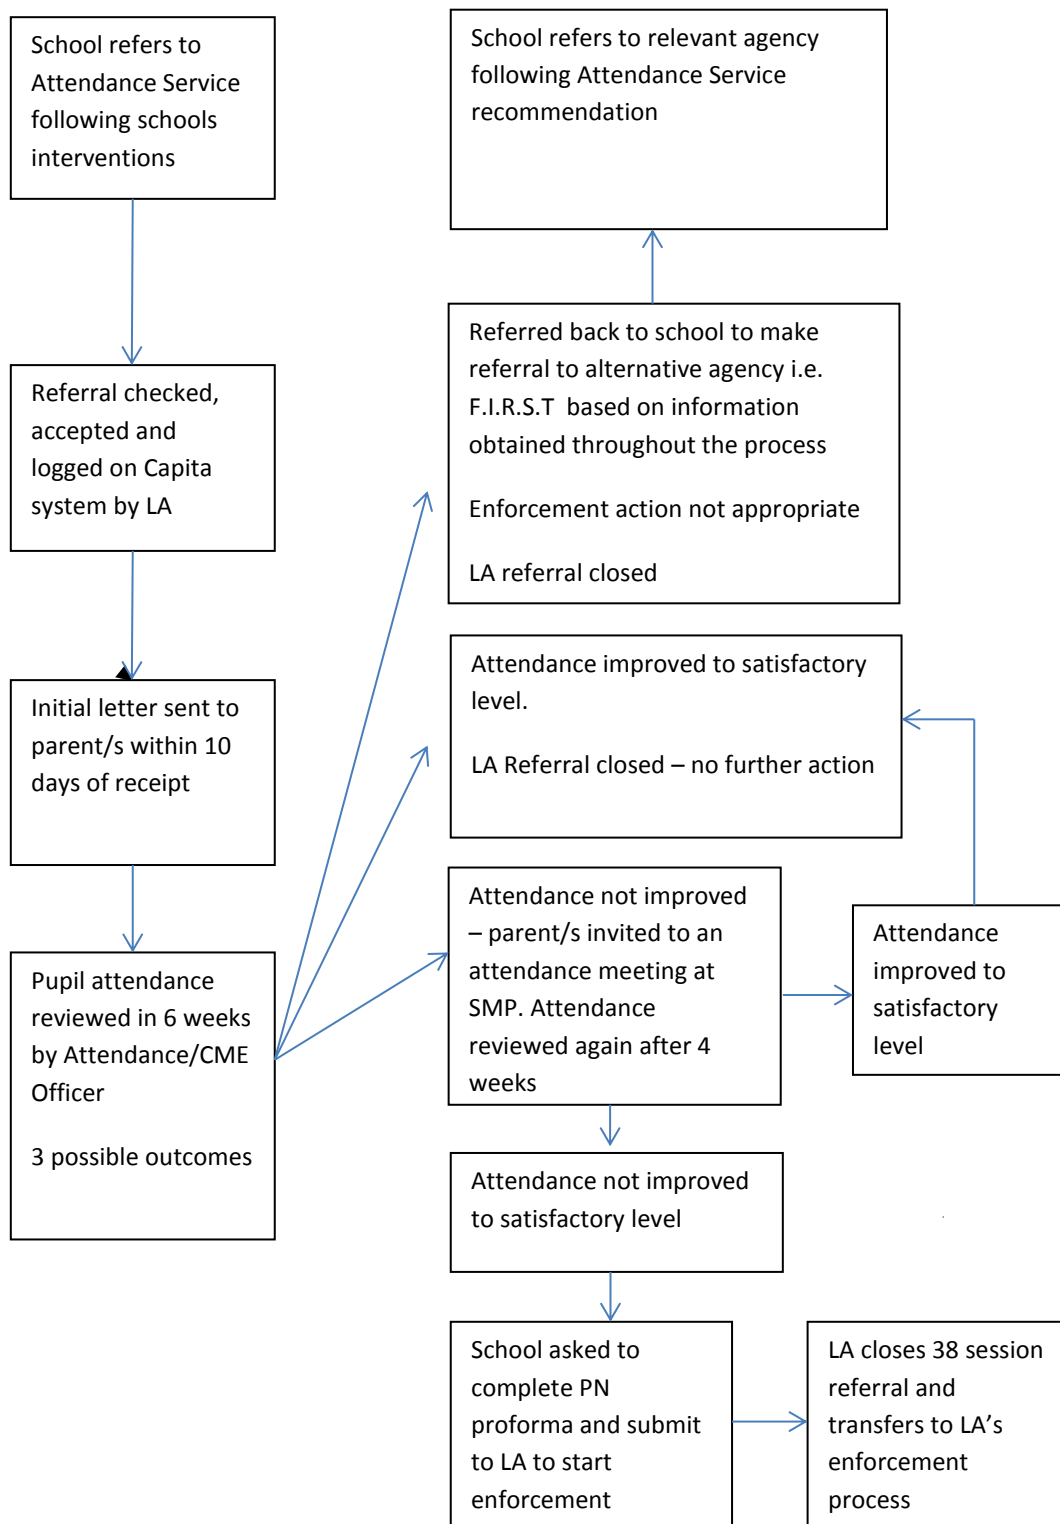 School refers to
Attendance Service
following schools
interventions
School refers to relevant agency
following Attendance Service
recommendation
Referred back to school to make
referral to alternative agency i.e.
F.I.R.S.T  based on information
obtained throughout the process
Enforcement action not appropriate
LA referral closed
Referral checked,
accepted and
logged on Capita
system by LA
Attendance improved to satisfactory
level.
LA Referral closed – no further action
Initial letter sent to
parent/s within 10
days of receipt
Attendance not improved
– parent/s invited to an
attendance meeting at
SMP. Attendance
reviewed again after 4
weeks
Attendance
improved to
satisfactory
level
Pupil attendance
reviewed in 6 weeks
by Attendance/CME
Officer
3 possible outcomes
Attendance not improved
to satisfactory level
School asked to
complete PN
proforma and submit
to LA to start
enforcement
LA closes 38 session
referral and
transfers to LA’s
enforcement
process